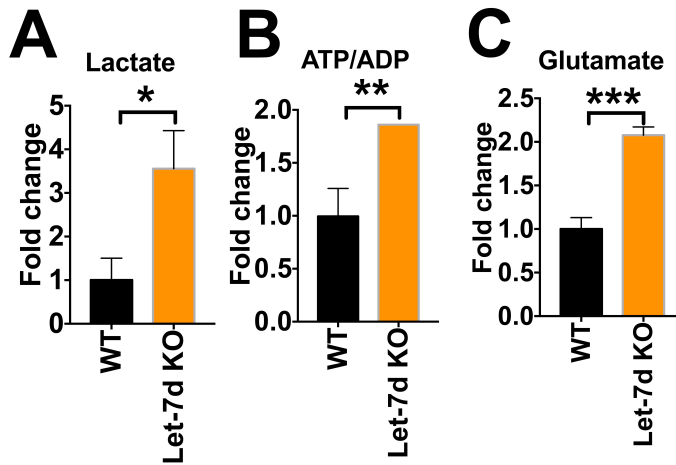 A
Lactate
*
Fold change
5
4
3
2
1
0
WT
Let-7d KO
B
ATP/ADP
**
Fold change
2.0
1.5
1.0
0.5
0.0
WT
Let-7d KO
C
Glutamate
***
Fold change
2.5
2.0
1.5
1.0
0.5
0.0
WT
Let-7d KO